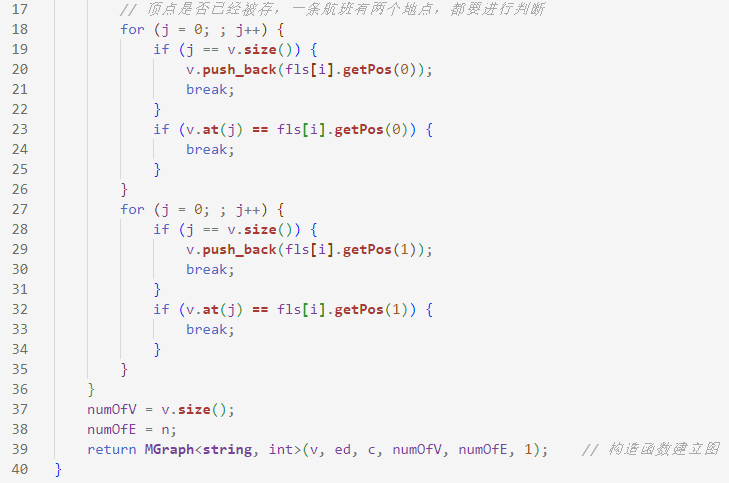 17 // 顶点是否已经被存，一条航班有两个地点，都要进行判断
18 for (j = 0; ; j++) {
19 if (j == v.size()) {
20 v.push_back(fls[i].getPos(0));
21 break;
22 }
23 if (v.at(j) == fls[i].getPos(0)) {
24 break;
25 }
26 }
27 for (j = 0; ; j++) {
28 if (j == v.size()) {
29 v.push_back(fls[i].getPos(1));
30 break;
31 }
32 if (v.at(j) == fls[i].getPos(1)) {
33 break;
34 }
35 }
36 }
37 numOfV = v.size();
38 numOfE = n;
39 return MGraph<string, int>(v, ed, c, numOfV, numOfE, 1); // 构造函数建立图
40 }